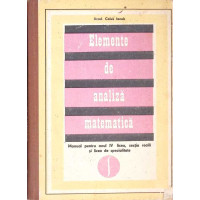 Elemente
de
analiză
matematică
Manual pentru anul IV liceu, secția reală
și licee de specialitate